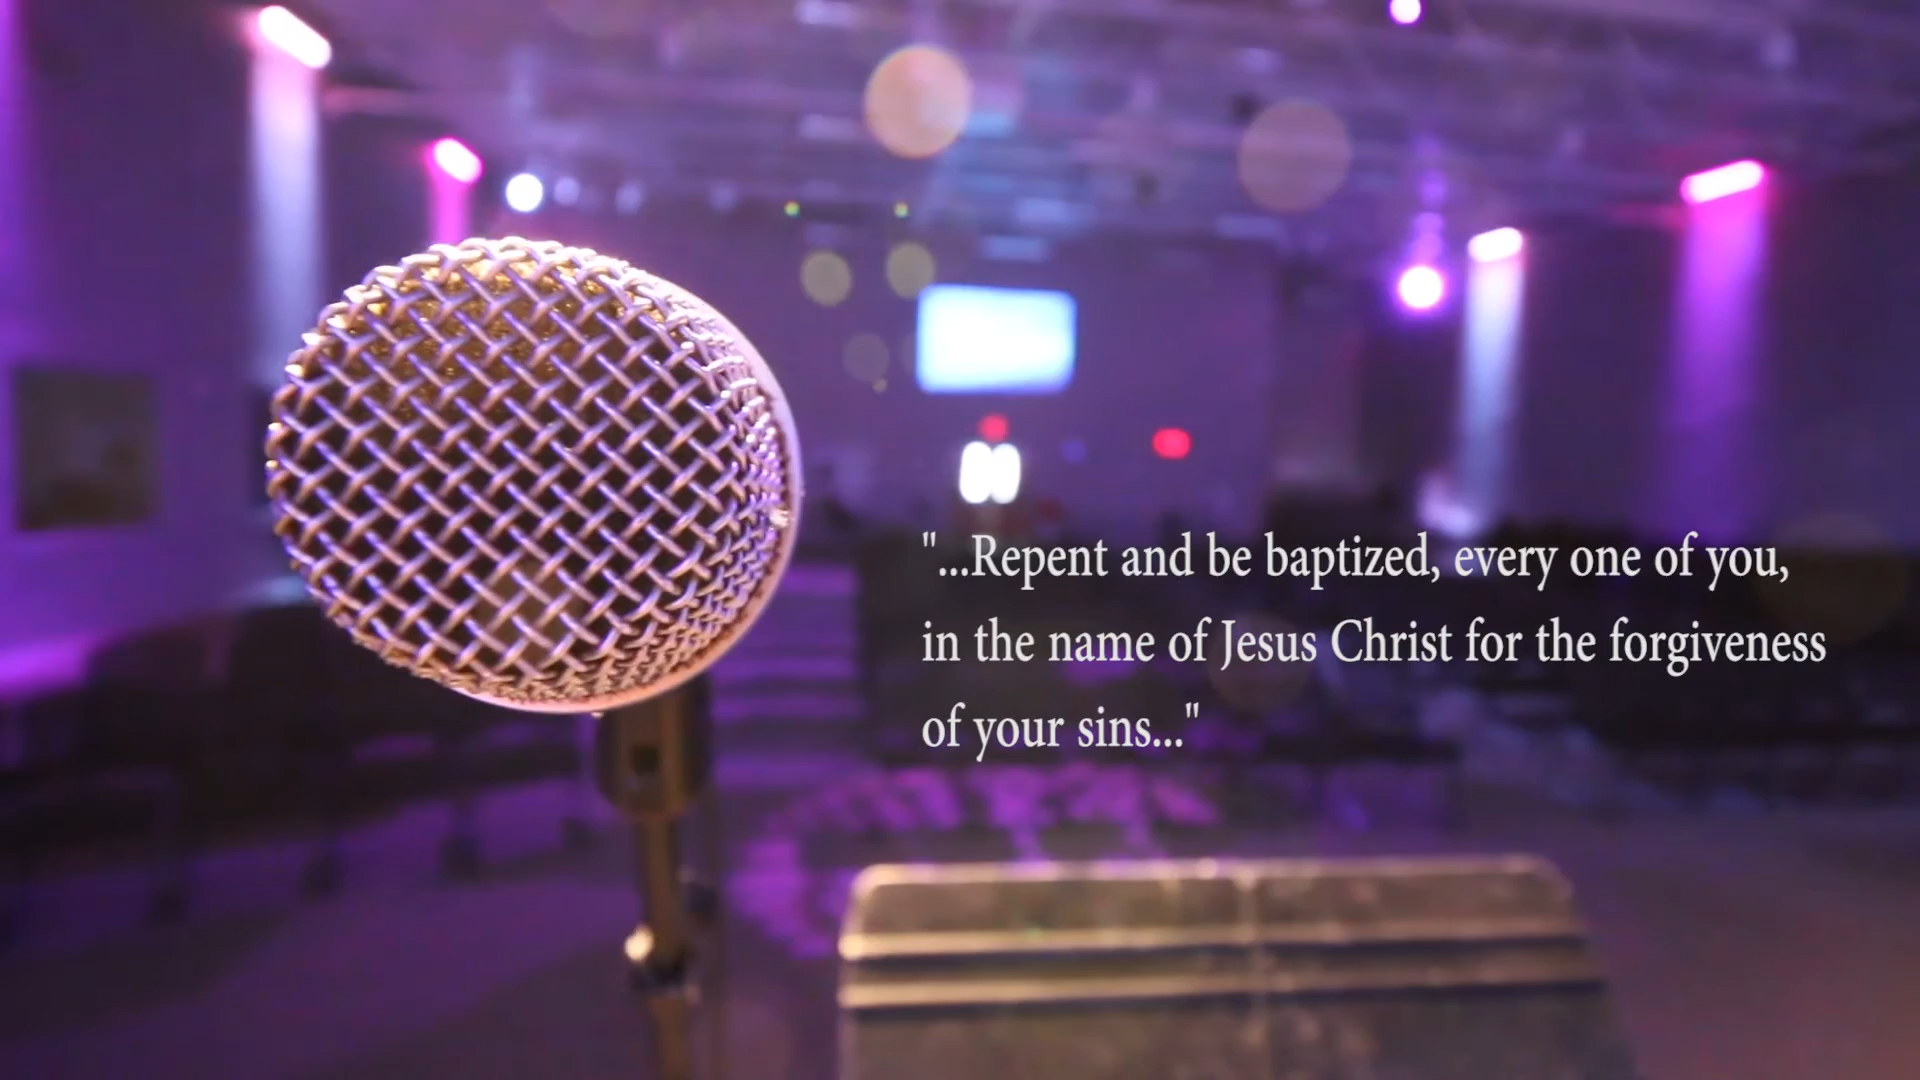 "...Repent and be baptized, every one of you,
in the name of Jesus Christ for the forgiveness
of your sins..."